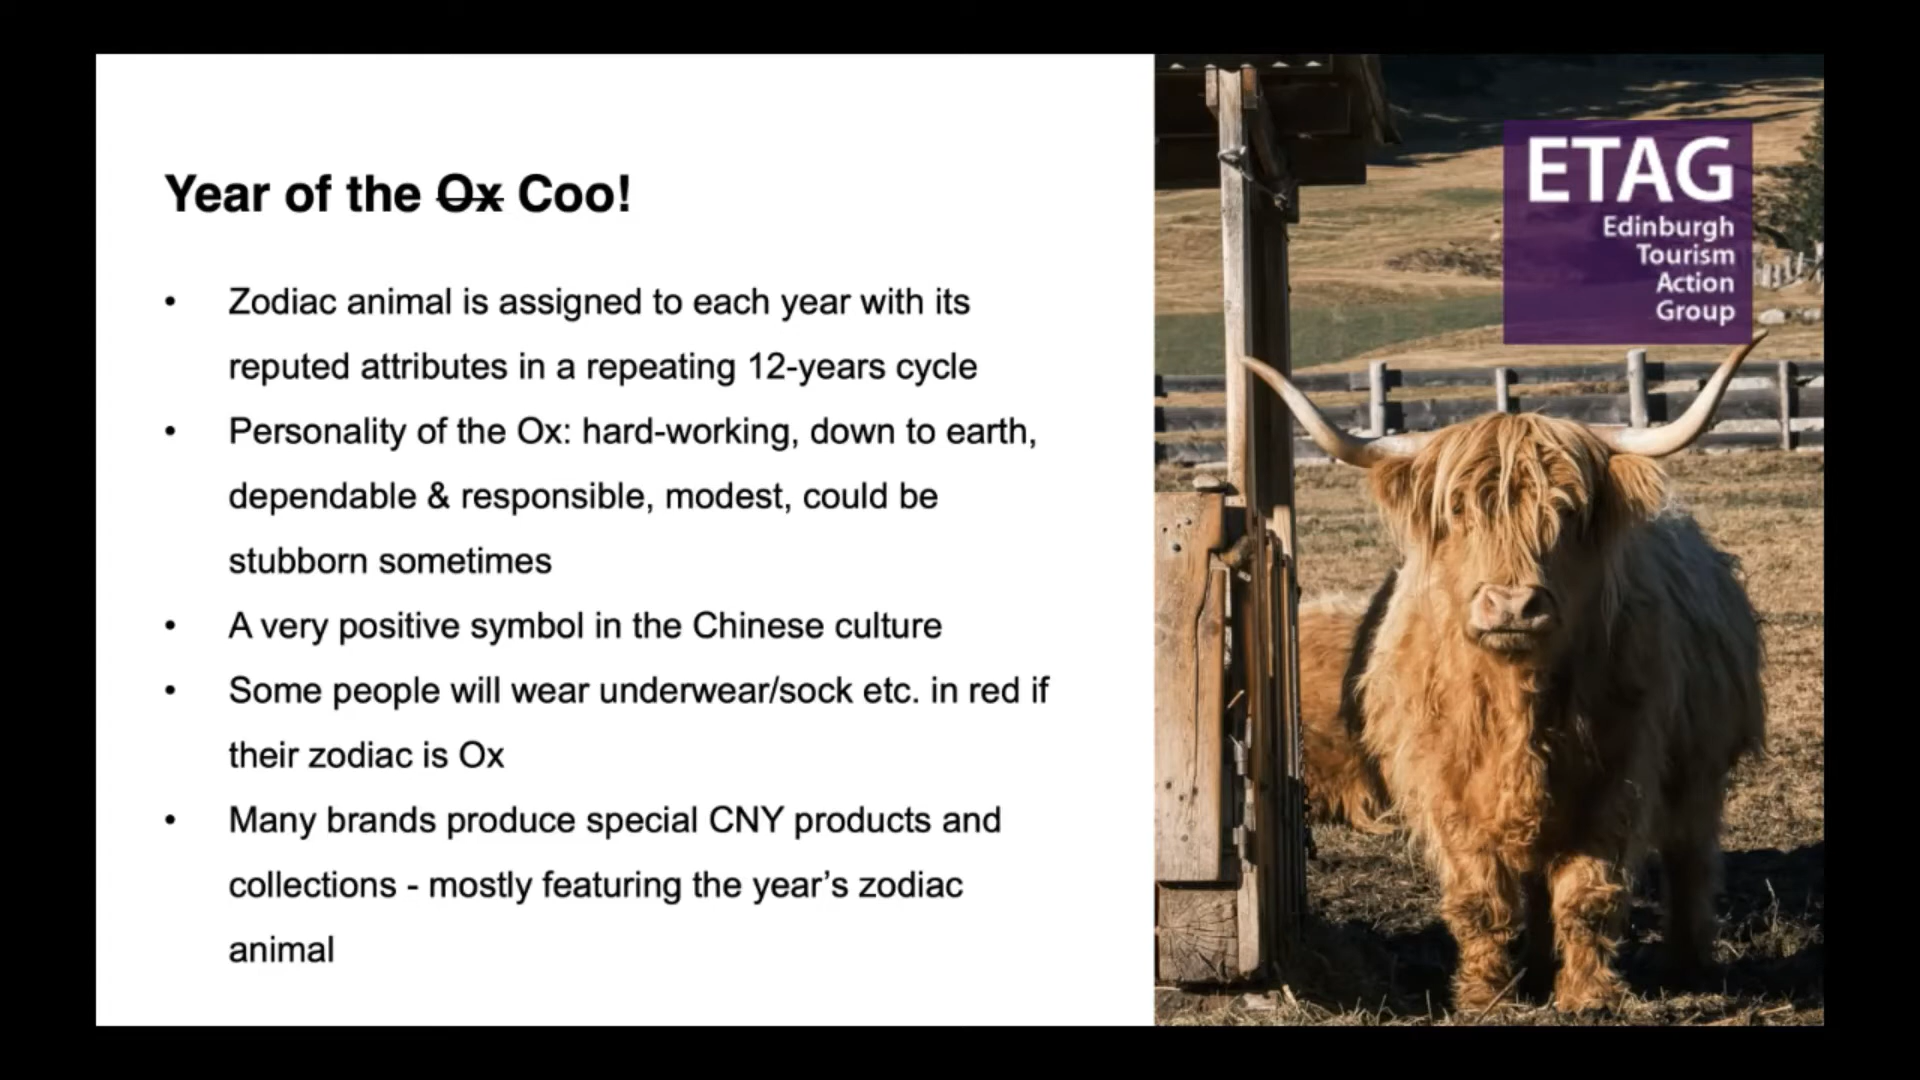 Year of the Ox Coo!
• Zodiac animal is assigned to each year with its
reputed attributes in a repeating 12-years cycle
• Personality of the Ox: hard-working, down to earth,
dependable & responsible, modest, could be
stubborn sometimes
• A very positive symbol in the Chinese culture
• Some people will wear underwear/sock etc. in red if
their zodiac is Ox
• Many brands produce special CNY products and
collections - mostly featuring the year’s zodiac
animal
ETAG
Edinburgh
Tourism
Action
Group